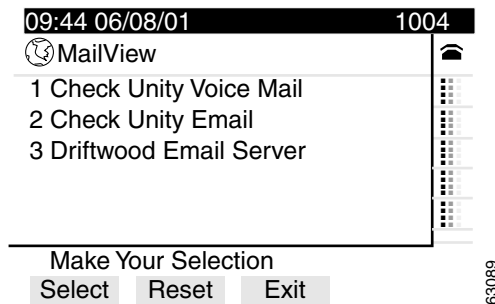 09:44 06/08/01 1004
MailView
1 Check Unity Voice Mail
2 Check Unity Email
3 Driftwood Email Server
Make Your Selection
Select Reset Exit
63089